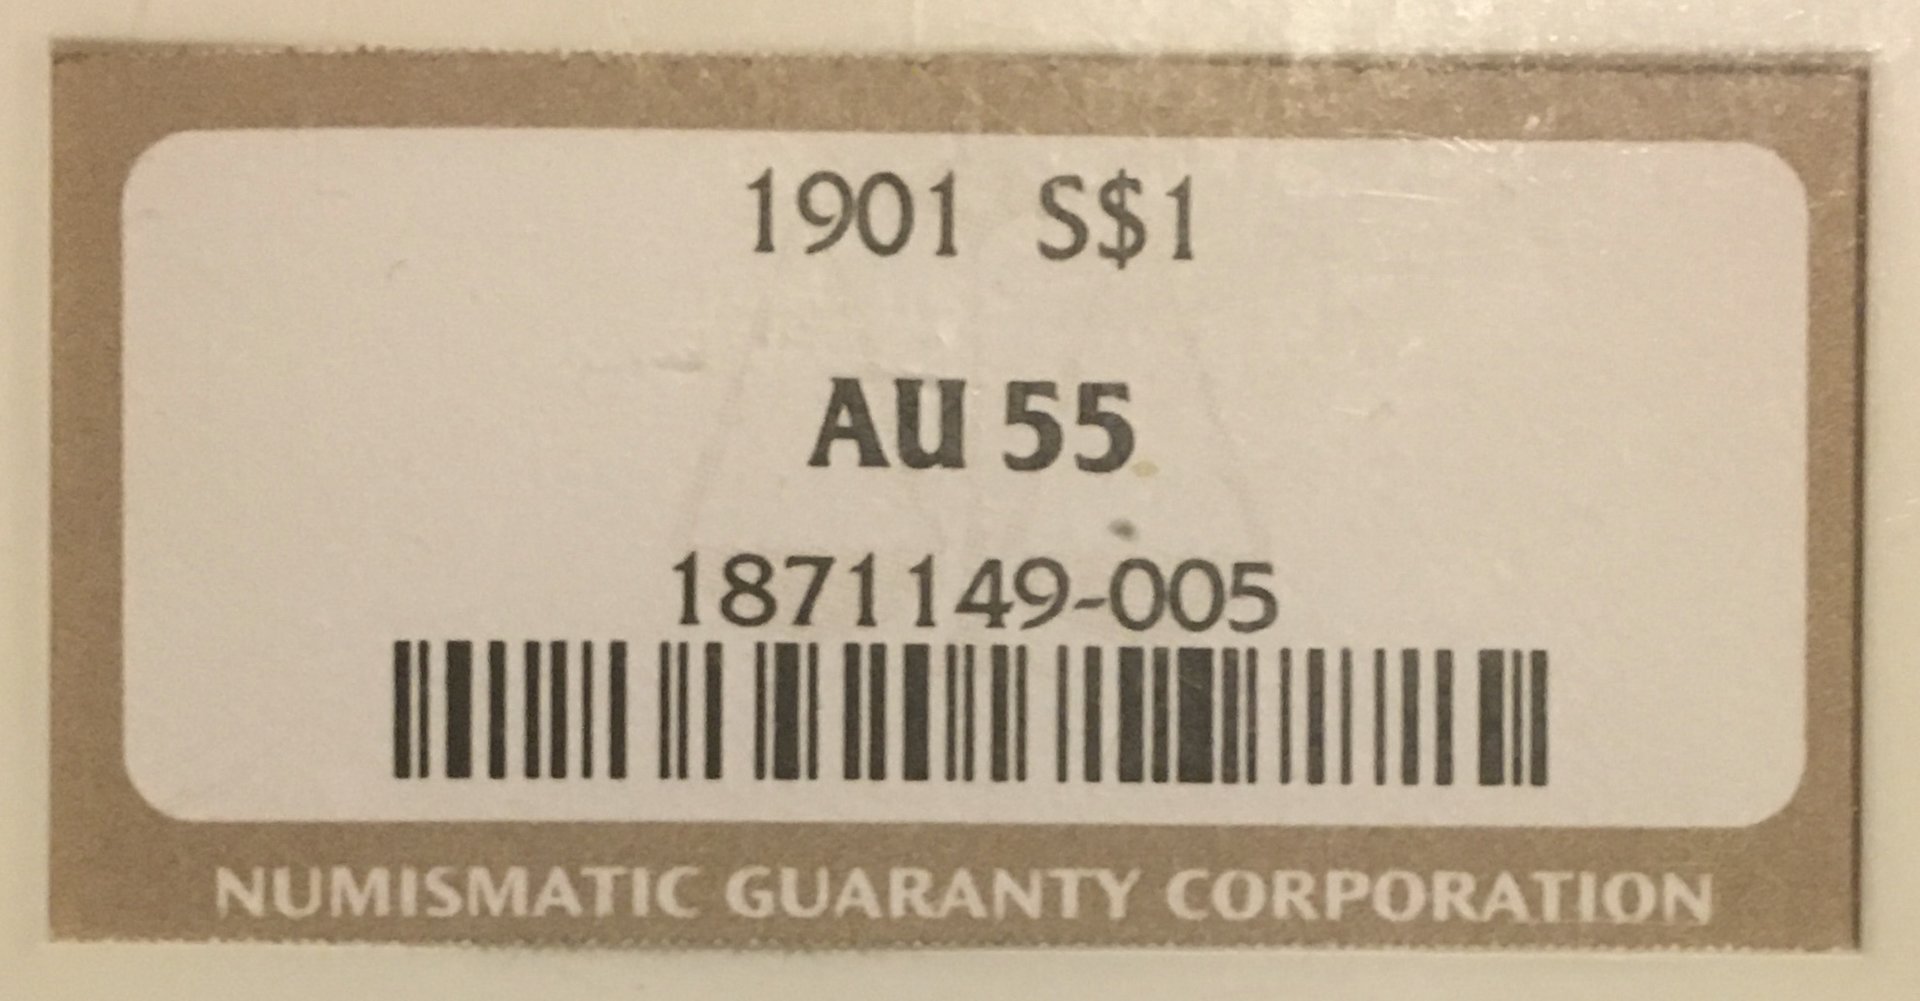 1901 S$1
AU 55
1871149-005
NUMISMATIC GUARANTY CORPORATION